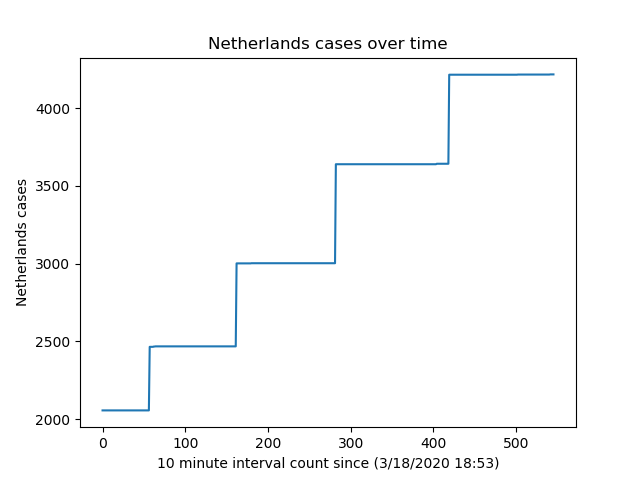 Netherlands cases over time
4000
3500
3000
2500
2000
Netherlands cases
0 100 200 300 400 500
10 minute interval count since (3/18/2020 18:53)